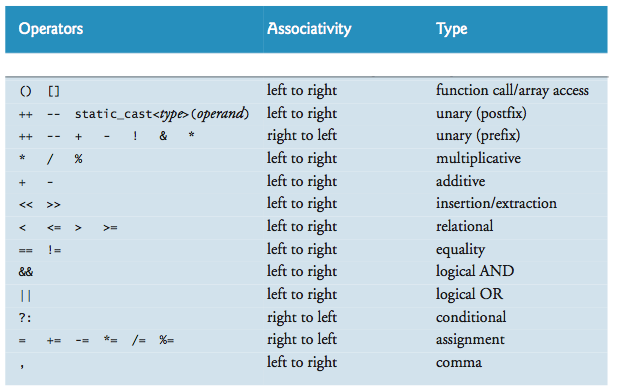 Operators Associativity Type
() [] left to right function call/array access
++ -- static_cast<type>(operand) left to right unary (postfix)
++ -- + - ! & * right to left unary (prefix)
* / % left to right multiplicative
+ - left to right additive
<< >> left to right insertion/extraction
< <= > >= left to right relational
== != left to right equality
&& left to right logical AND
|| left to right logical OR
?: right to left conditional
= += -= *= /= %= right to left assignment
, left to right comma